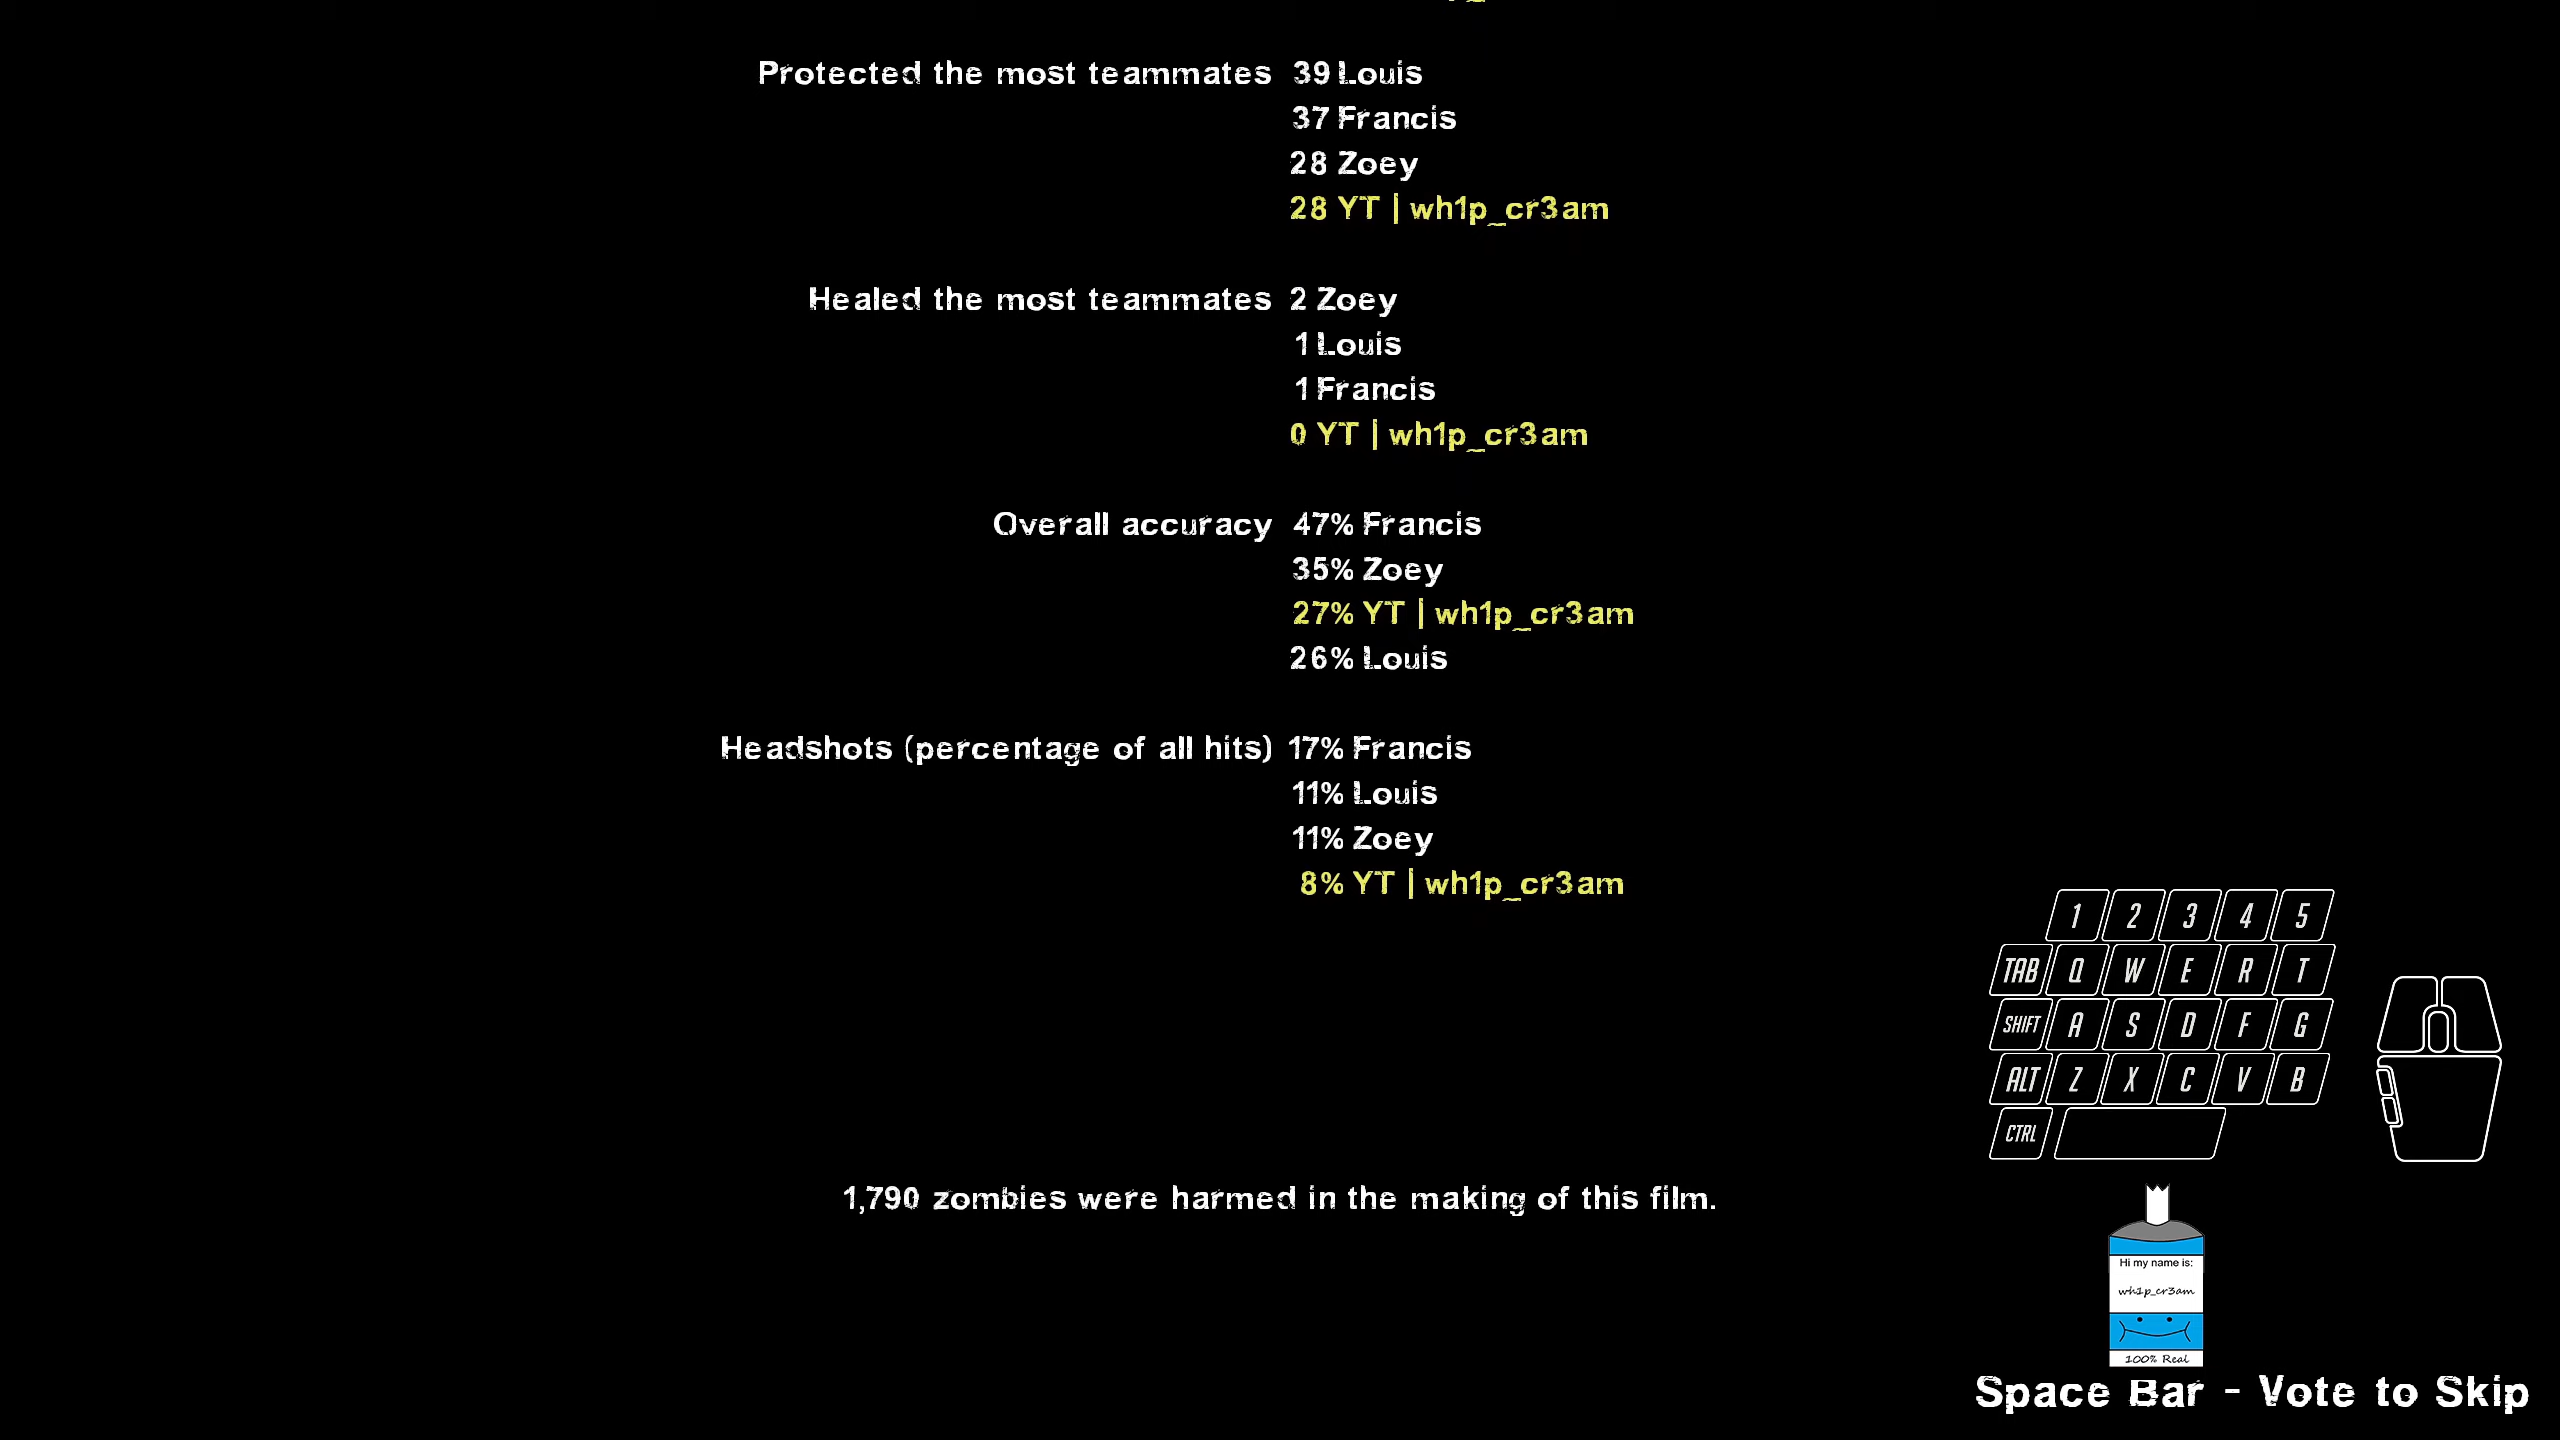 Protected the most teammates 39 Louis
37 Francis
28 Zoey
28 YT | wh1p_cr3am
Healed the most teammates 2 Zoey
1 Louis
1 Francis
0 YT | wh1p_cr3am
Overall accuracy 47% Francis
35% Zoey
27% YT | wh1p_cr3am
26% Louis
Headshots (percentage of all hits) 17% Francis
11% Louis
11% Zoey
8% YT | wh1p_cr3am
1 2 3 4 5
TAB Q W E R T
SHIFT A S D F G
ALT Z X C V B
CTRL
1,790 zombies were harmed in the making of this film.
Hi my name is:
wh1p_cr3am
100% Real
Space Bar - Vote to Skip